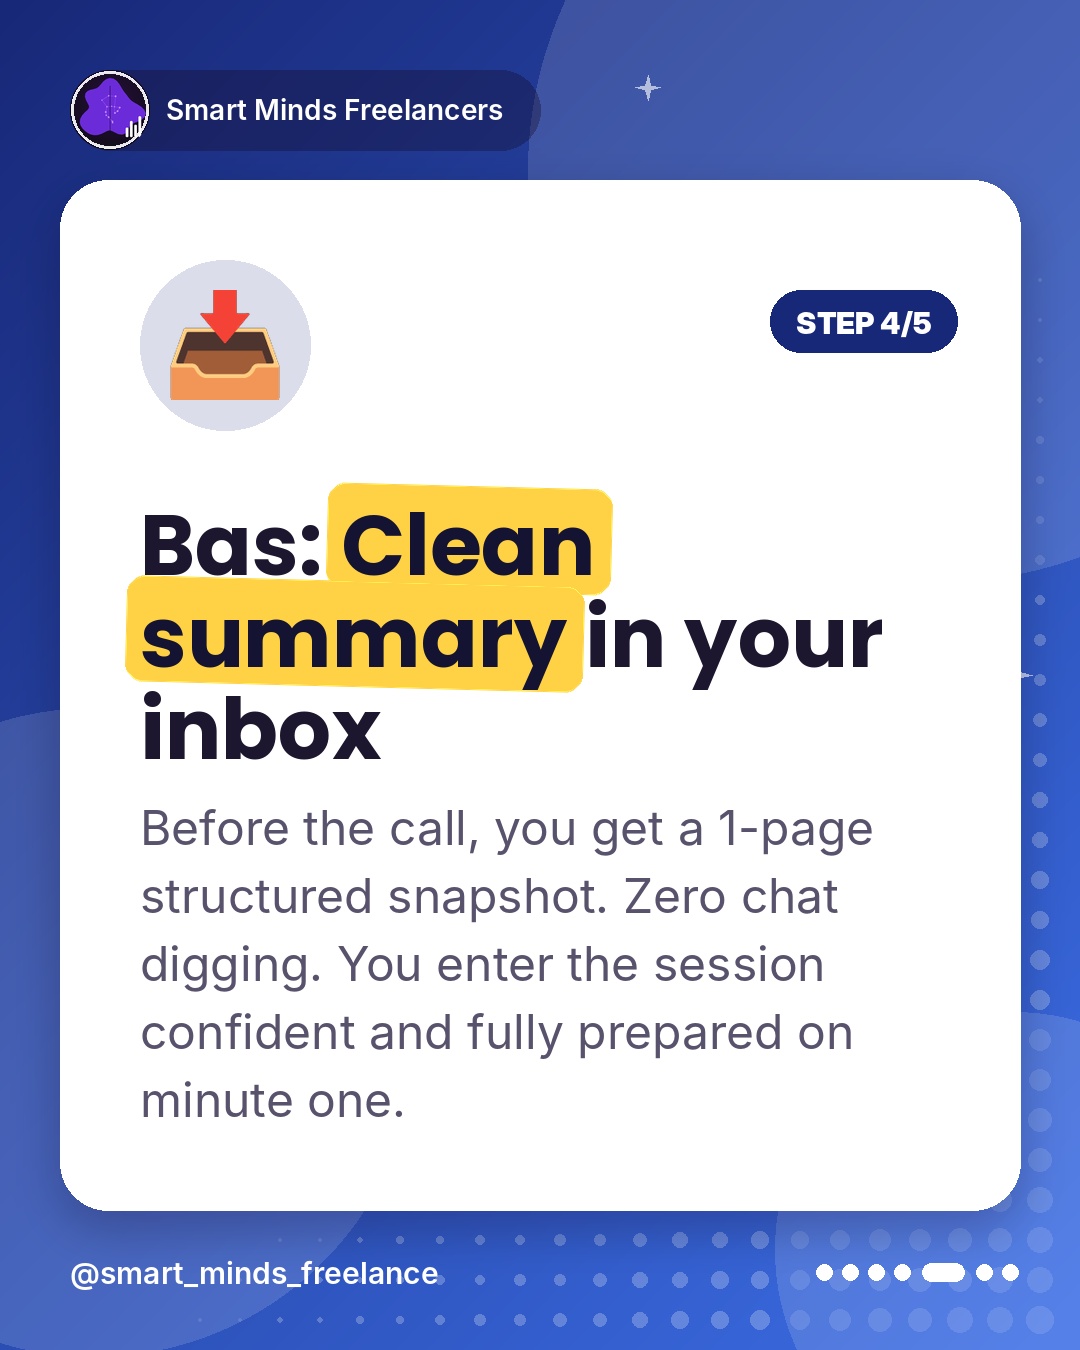 Smart Minds Freelancers
STEP 4/5
Bas: Clean
summary in your
inbox
Before the call, you get a 1-page
structured snapshot. Zero chat
digging. You enter the session
confident and fully prepared on
minute one.
@smart_minds_freelance